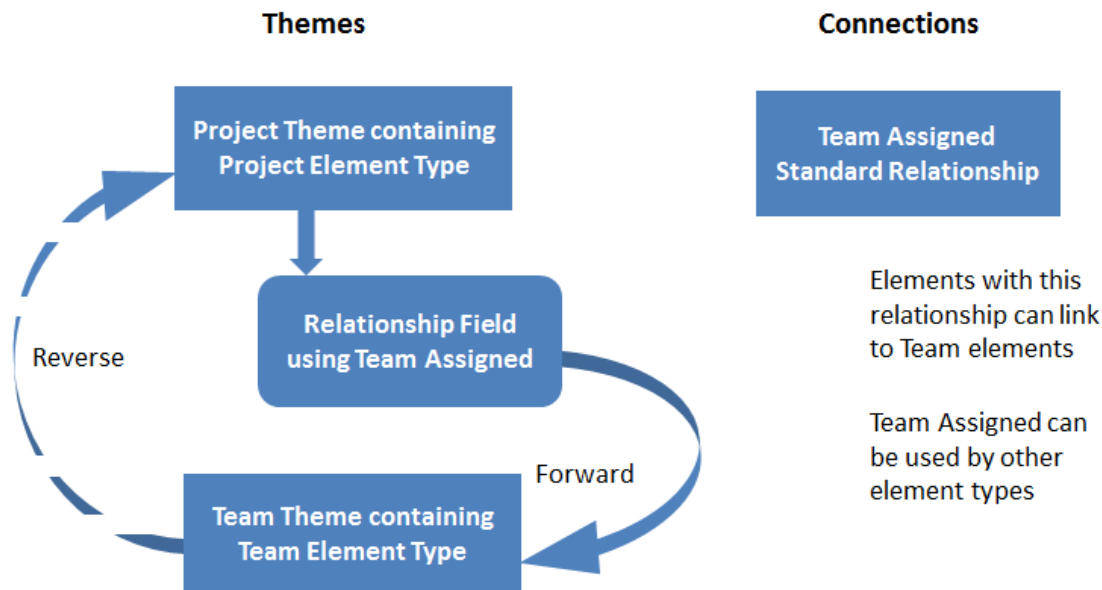 Themes
Connections
Project Theme containing
Project Element Type
Team Assigned
Standard Relationship
Relationship Field
using Team Assigned
Elements with this
relationship can link
to Team elements
Reverse
Team Assigned can
be used by other
element types
Forward
Team Theme containing
Team Element Type